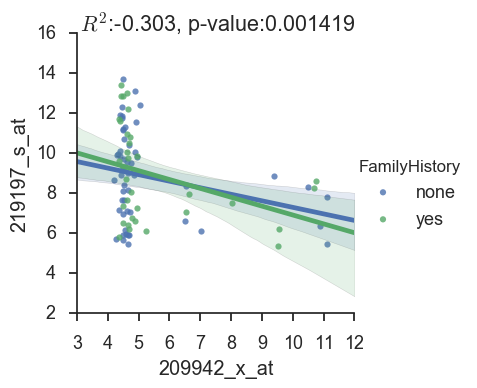 R²:-0.303, p-value:0.001419
16
14
12
10
8
6
4
2
219197_s_at
3 4 5 6 7 8 9 10 11 12
209942_x_at
FamilyHistory
none
yes